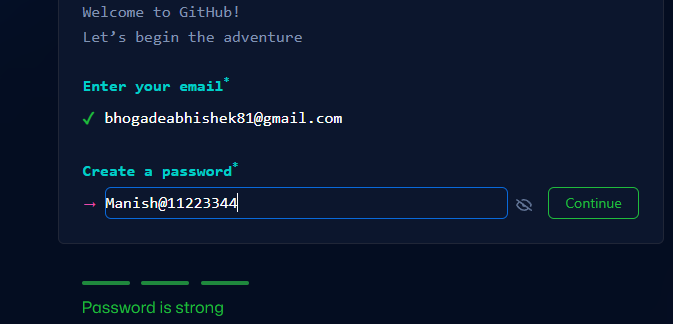 Welcome to GitHub!
Let’s begin the adventure
Enter your email*
✓ bhogadeabhishek81@gmail.com
Create a password*
→ Manish@11223344 Continue
Password is strong